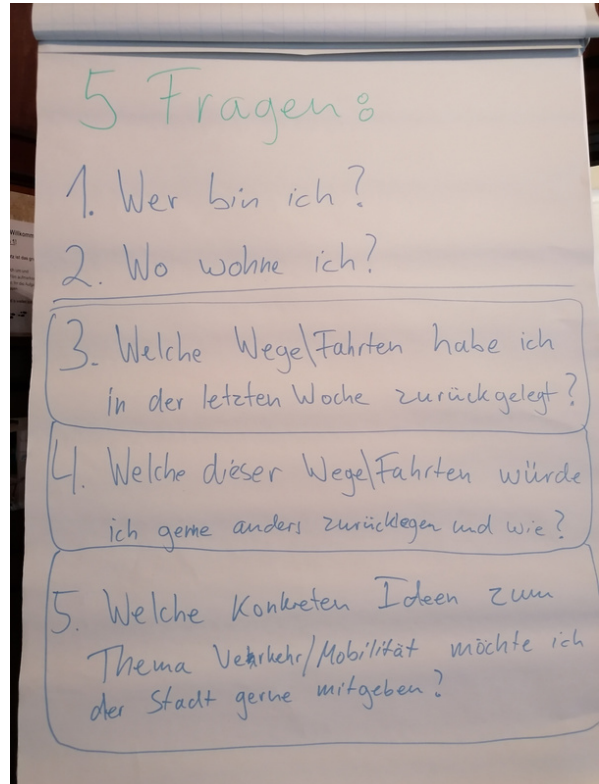 5 Fragen:
1. Wer bin ich?
2. Wo wohne ich?
3. Welche Wege\Fahrten habe ich
in der letzten Woche zurückgelegt?
4. Welche dieser Wege\Fahrten würde
ich gerne anders zurücklegen und wie?
5. Welche konkreten Ideen zum
Thema Verkehr/Mobilität möchte ich
der Stadt gerne mitgeben?